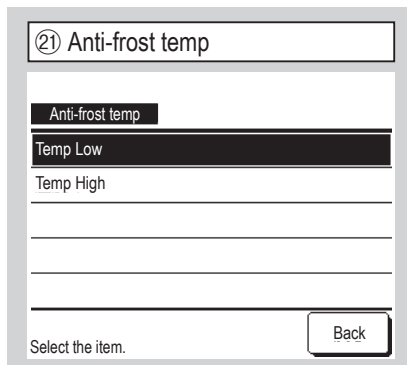 ㉑ Anti-frost temp
Anti-frost temp
Temp Low
Temp High
Back
Select the item.